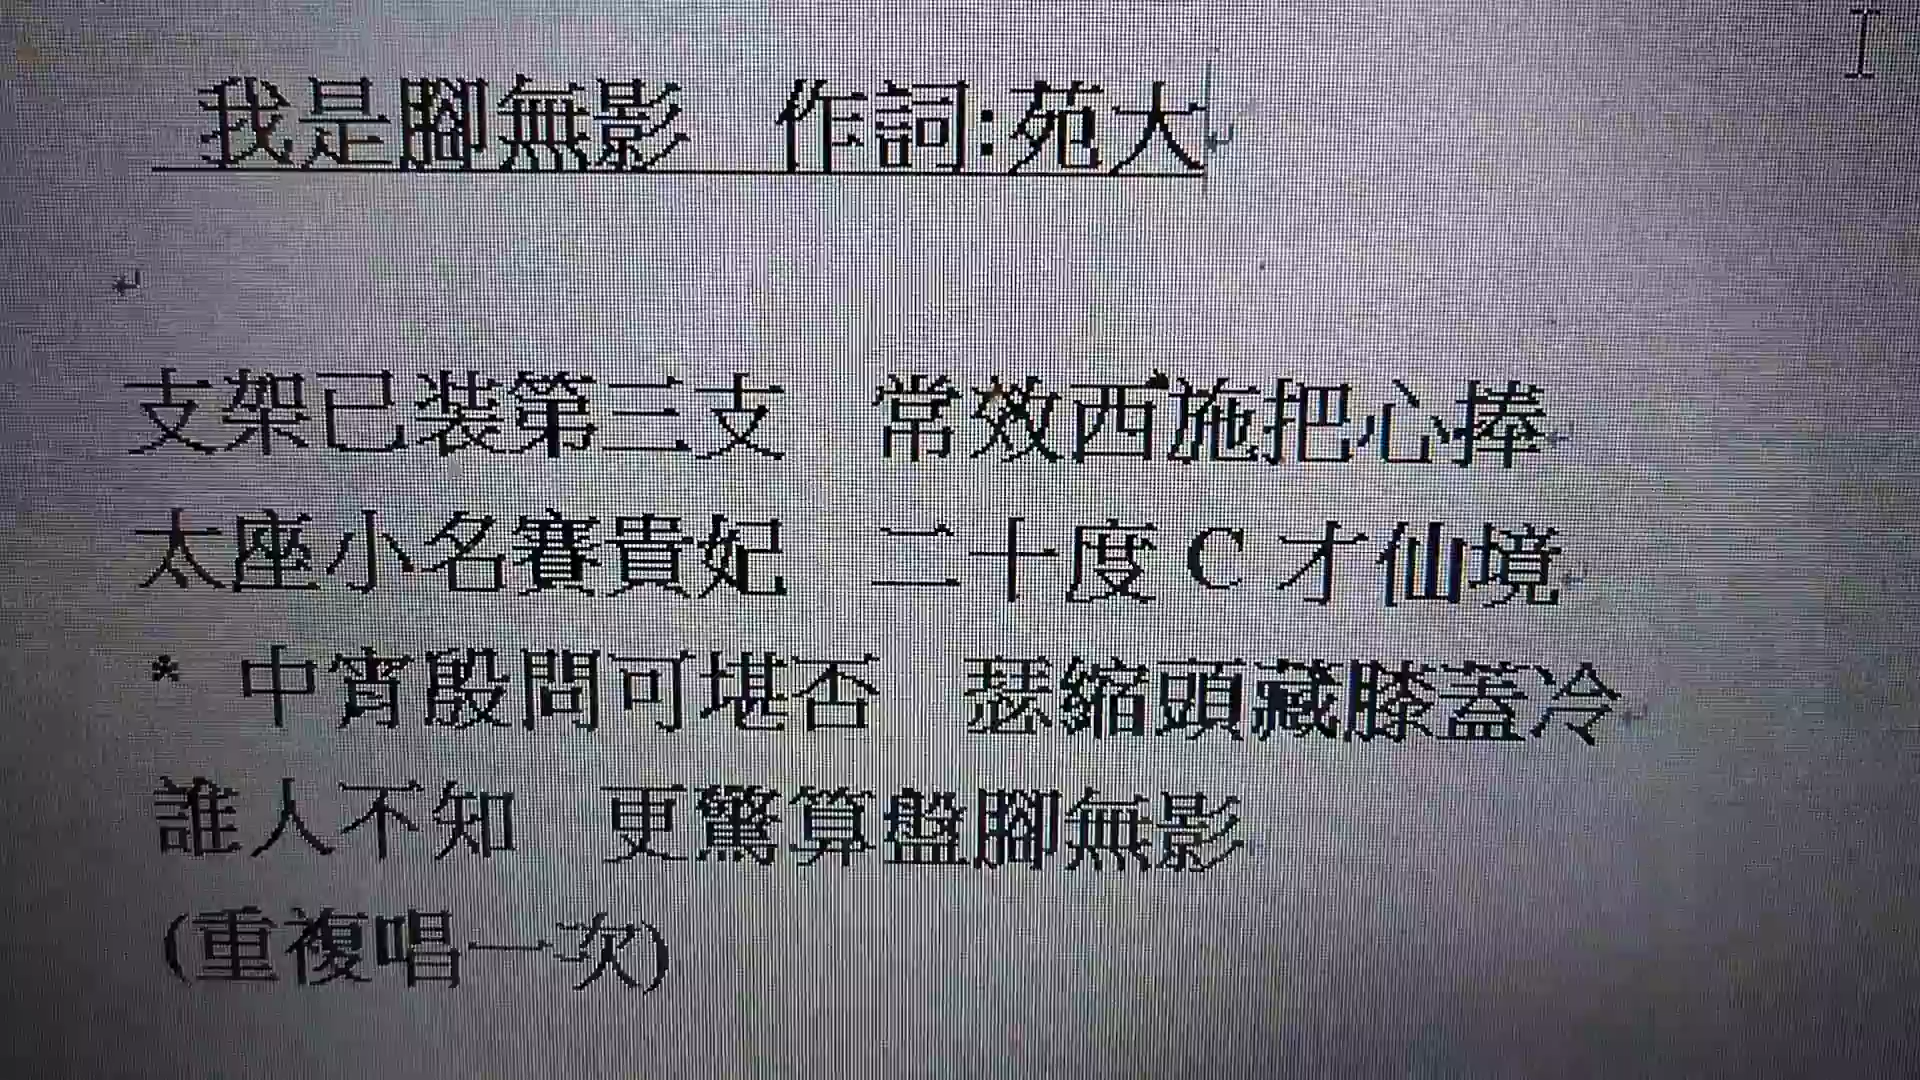 我是腳無影 作詞:苑大
支架已裝第三支 常效西施把心捧
太座小名賽貴妃 二十度 C 才仙境
* 中宵殷問可堪否 瑟縮頭藏膝蓋冷
誰人不知 更驚算盤腳無影
(重複唱一次)